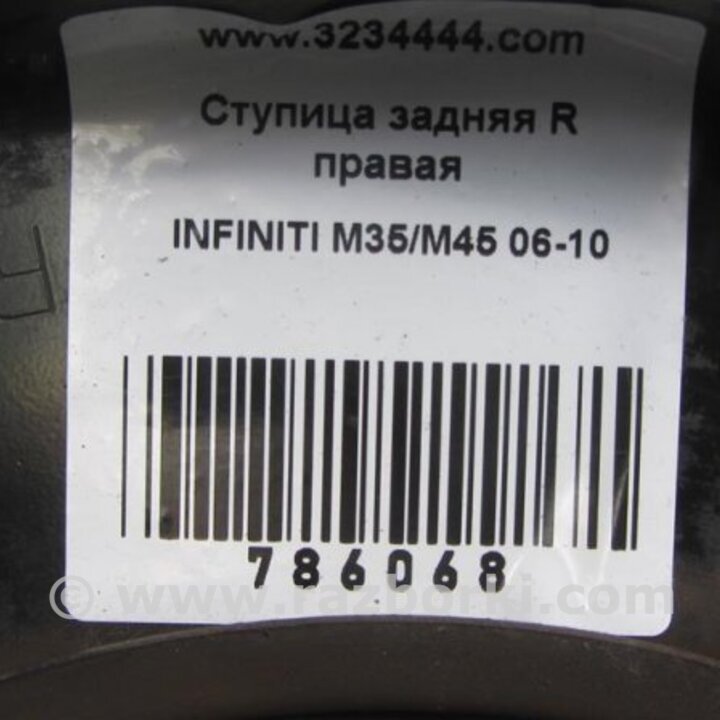 www.3234444.com
Ступица задняя R
правая
INFINITI M35/M45 06-10
786068
© www.razborki.com